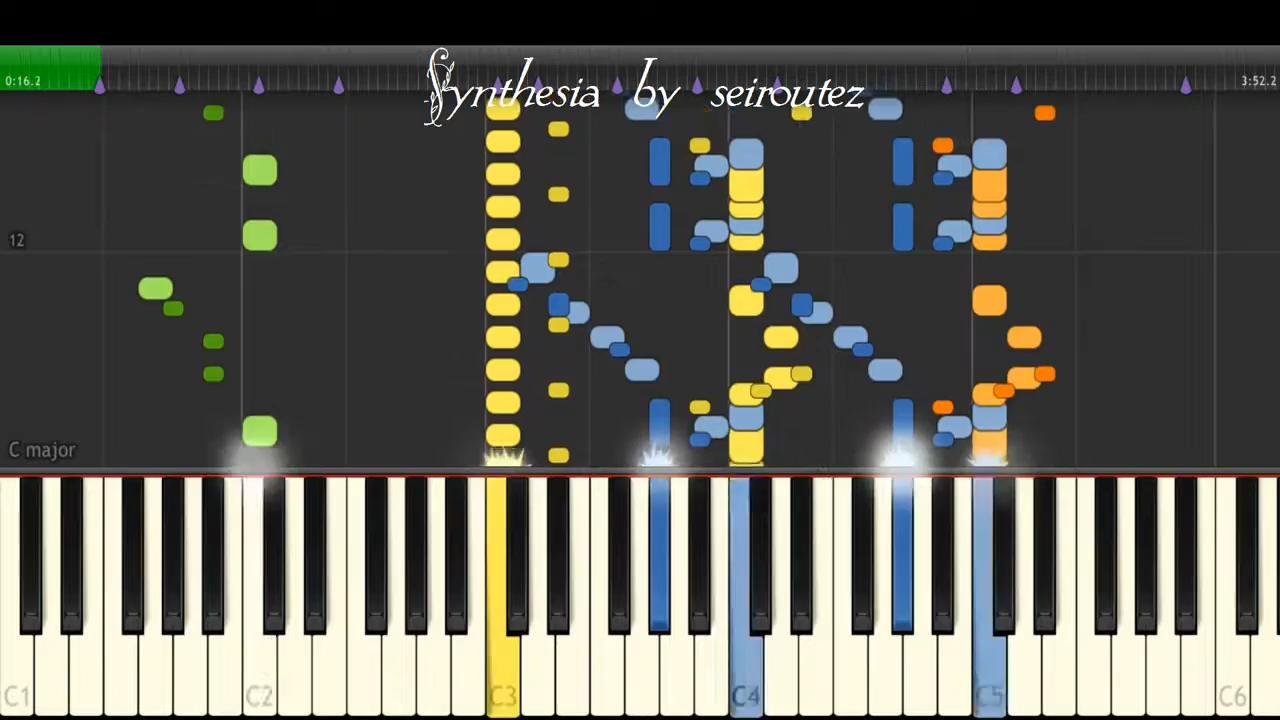 Synthesia by seiroutez
0:16.2
3:52.2
12
C major
C1 C2 C3 C4 C5 C6